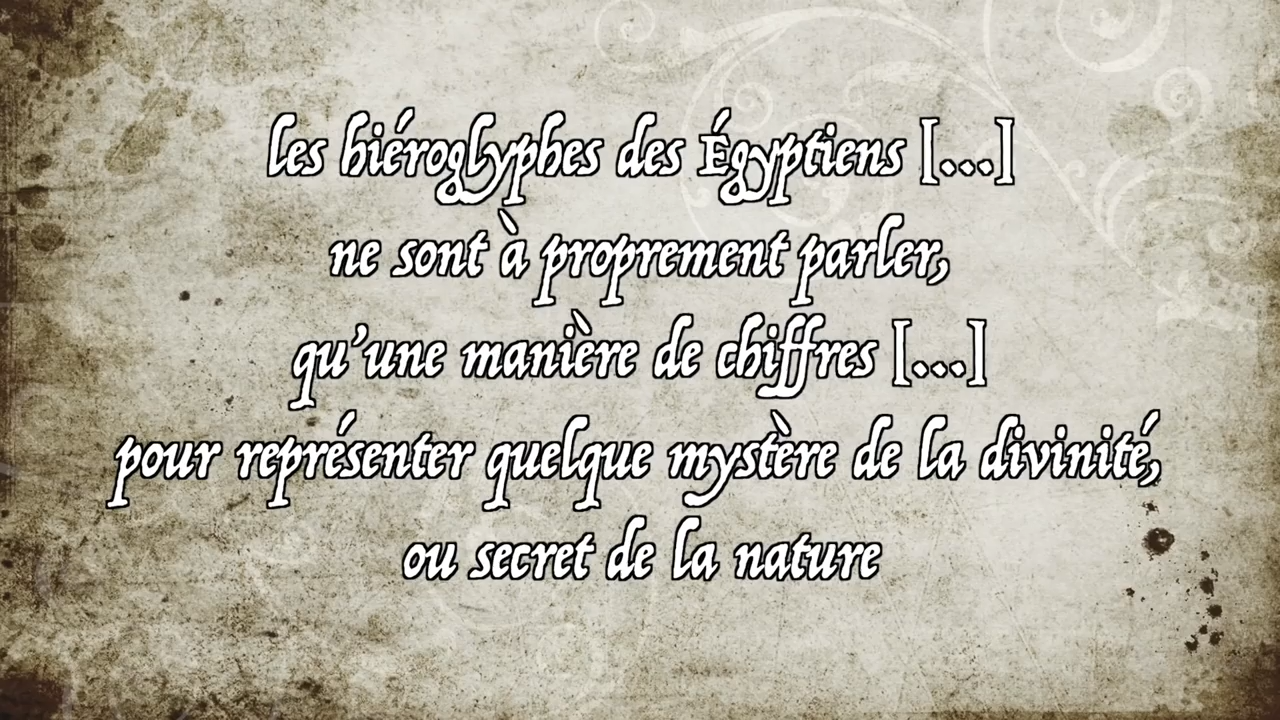 les hiéroglyphes des Égyptiens [...]
ne sont à proprement parler,
qu'une manière de chiffres [...]
pour représenter quelque mystère de la divinité,
ou secret de la nature